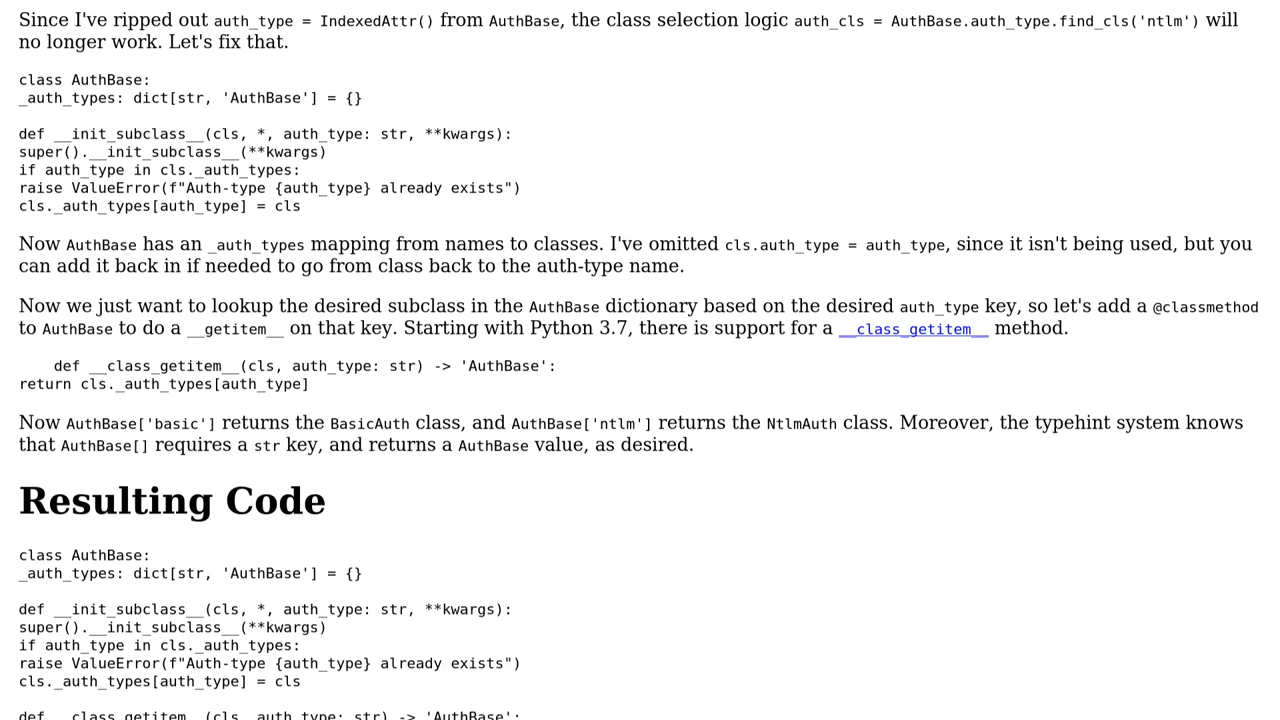 Since I've ripped out auth_type = IndexedAttr() from AuthBase, the class selection logic auth_cls = AuthBase.auth_type.find_cls('ntlm') will
no longer work. Let's fix that.
class AuthBase:
_auth_types: dict[str, 'AuthBase'] = {}
def __init_subclass__(cls, *, auth_type: str, **kwargs):
super().__init_subclass__(**kwargs)
if auth_type in cls._auth_types:
raise ValueError(f"Auth-type {auth_type} already exists")
cls._auth_types[auth_type] = cls
Now AuthBase has an _auth_types mapping from names to classes. I've omitted cls.auth_type = auth_type, since it isn't being used, but you
can add it back in if needed to go from class back to the auth-type name.
Now we just want to lookup the desired subclass in the AuthBase dictionary based on the desired auth_type key, so let's add a @classmethod
to AuthBase to do a __getitem__ on that key. Starting with Python 3.7, there is support for a __class_getitem__ method.
def __class_getitem__(cls, auth_type: str) -> 'AuthBase':
return cls._auth_types[auth_type]
Now AuthBase['basic'] returns the BasicAuth class, and AuthBase['ntlm'] returns the NtlmAuth class. Moreover, the typehint system knows
that AuthBase[] requires a str key, and returns a AuthBase value, as desired.
Resulting Code
class AuthBase:
_auth_types: dict[str, 'AuthBase'] = {}
def __init_subclass__(cls, *, auth_type: str, **kwargs):
super().__init_subclass__(**kwargs)
if auth_type in cls._auth_types:
raise ValueError(f"Auth-type {auth_type} already exists")
cls._auth_types[auth_type] = cls
def __class_getitem__(cls, auth_type: str) -> 'AuthBase':